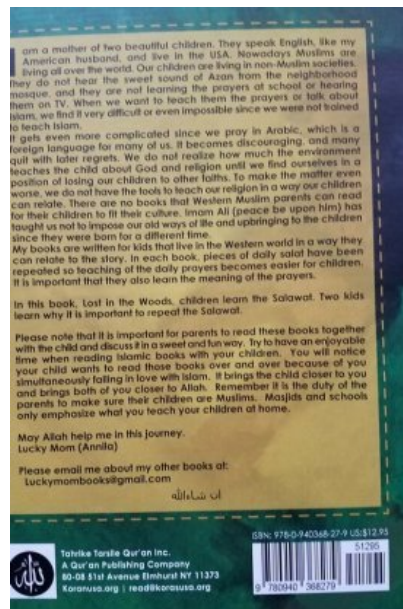 I am a mother of two beautiful children. They speak English, like my
American husband, and live in the USA. Nowadays Muslims are
living all over the world. Our children are living in non-Muslim societies.
They do not hear the sweet sound of Azan from the neighborhood
mosque, and they are not learning the prayers at school or hearing
them on TV. When we want to teach them the prayers or talk about
Islam, we find it very difficult or even impossible since we were not trained
to teach Islam.
It gets even more complicated since we pray in Arabic, which is a
foreign language for many of us. It becomes discouraging, and many
quit with later regrets. We do not realize how much the environment
teaches the child about God and religion until we find ourselves in a
position of losing our children to other faiths. To make the matter even
worse, we do not have the tools to teach our religion in a way our children
can relate. There are no books that Western Muslim parents can read
for their children to fit their culture. Imam Ali (peace be upon him) has
taught us not to impose our old ways of life and upbringing to the children
since they were born for a different time.
My books are written for kids that live in the Western world in a way they
can relate to the story. In each book, pieces of daily salat have been
repeated so teaching of the daily prayers becomes easier for children.
It is important that they also learn the meaning of the prayers.
In this book, Lost in the Woods, children learn the Salawat. Two kids
learn why it is important to repeat the Salawat.
Please note that it is important for parents to read these books together
with the child and discuss it in a sweet and fun way. Try to have an enjoyable
time when reading Islamic books with your children. You will notice
your child wants to read those books over and over because of you
simultaneously falling in love with Islam. It brings the child closer to you
and brings both of you closer to Allah. Remember it is the duty of the
parents to make sure their children are Muslims. Masjids and schools
only emphasize what you teach your children at home.
May Allah help me in this journey.
Lucky Mom (Annila)
Please email me about my other books at:
Luckymombooks@gmail.com
ان شاءالله
ISBN: 978-0-940368-27-9 US:$12.95
51295
9 780940 368279
الله
Tahrike Tarsile Qur'an Inc.
A Qur'an Publishing Company
80-08 51st Avenue Elmhurst NY 11373
Koranusa.org | read@koranusa.org